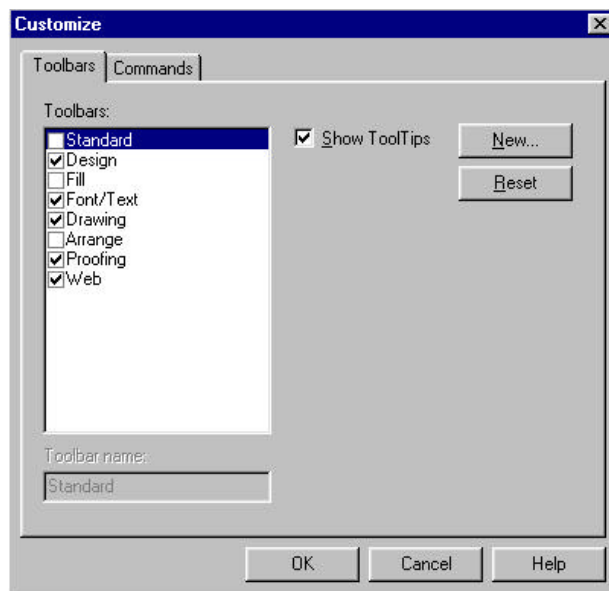 Customize
Toolbars Commands
Toolbars:
Standard
Design
Fill
Font/Text
Drawing
Arrange
Proofing
Web
Show ToolTips
New...
Reset
Toolbar name:
Standard
OK Cancel Help